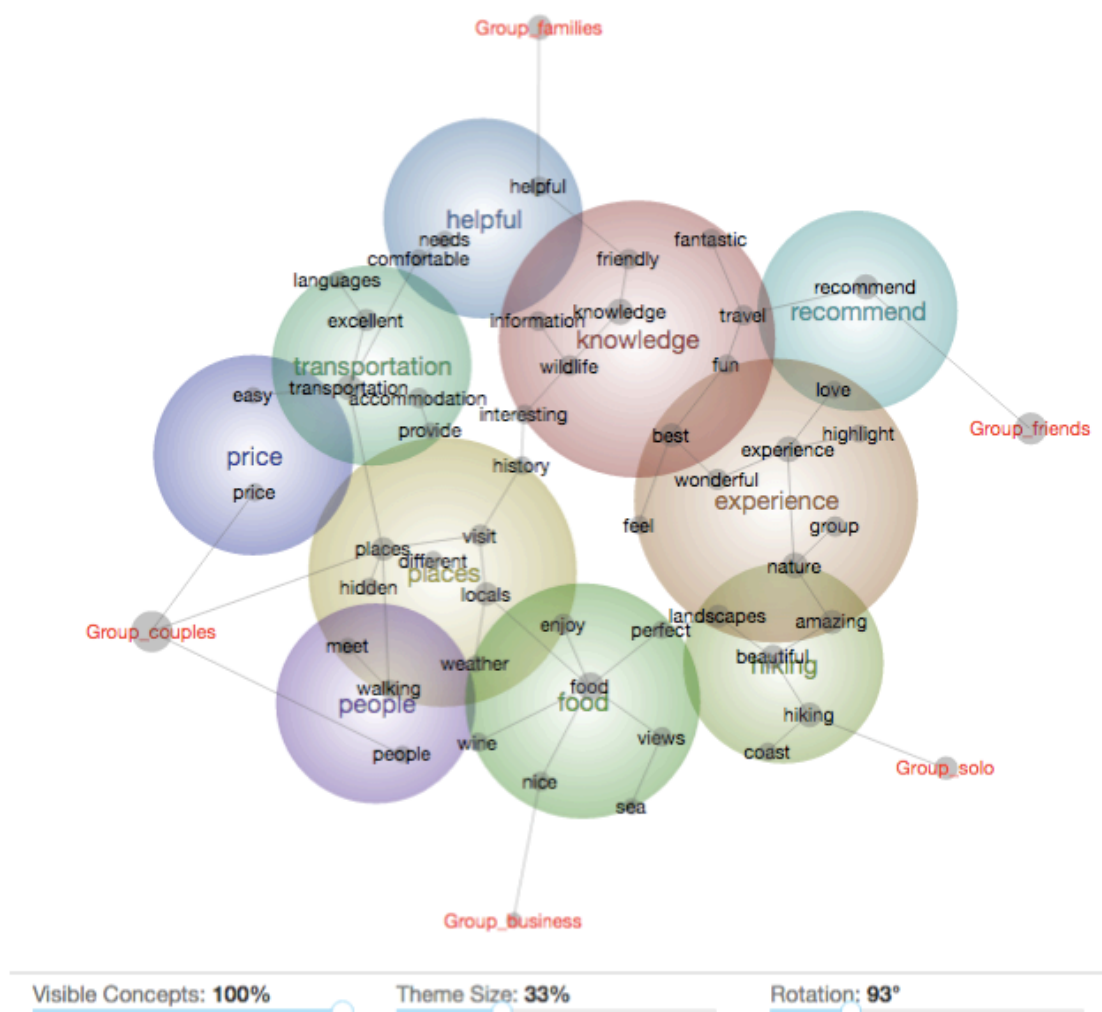 Group_families
helpful
helpful
needs
comfortable
fantastic
friendly
languages
recommend
recommend
excellent
information
knowledge
knowledge
travel
transportation
wildlife
fun
transportation
accommodation
easy
love
interesting
provide
best
highlight
Group_friends
experience
price
history
wonderful
price
experience
feel
group
visit
places
different
places
nature
hidden
locals
landscapes
amazing
enjoy
perfect
Group_couples
meet
weather
beautiful
hiking
walking
people
food
food
hiking
people
wine
views
coast
nice
Group_solo
sea
Group_business
Visible Concepts: 100% Theme Size: 33% Rotation: 93°